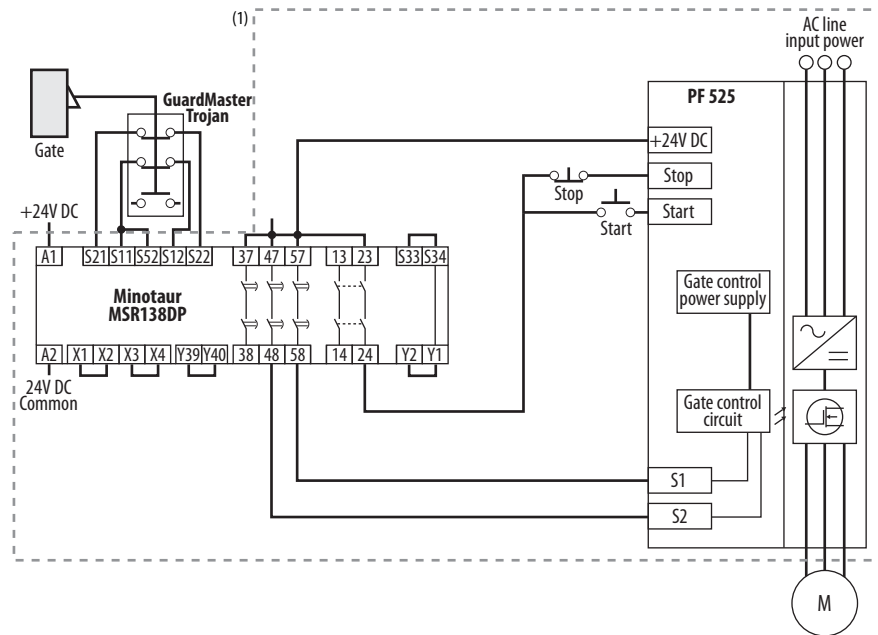 (1)
AC line
input power
GuardMaster
Trojan
PF 525
Gate
+24V DC
Stop
Stop
Start
Start
+24V DC
A1 S21 S11 S52 S12 S22 37 47 57 13 23 S33 S34
Minotaur
MSR138DP
Gate control
power supply
A2 X1 X2 X3 X4 Y39 Y40 38 48 58 14 24 Y2 Y1
24V DC
Common
Gate control
circuit
S1
S2
M